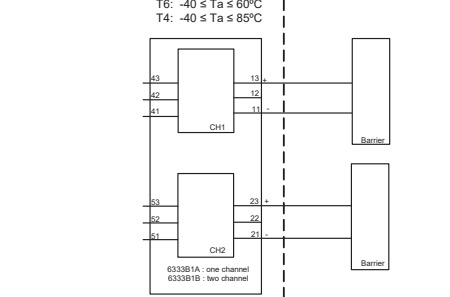 T6: -40 ≤ Ta ≤ 60ºC
T4: -40 ≤ Ta ≤ 85ºC
43
42
41
13 +
12
11 -
CH1
Barrier
53
52
51
23 +
22
21 -
CH2
Barrier
6333B1A : one channel
6333B1B : two channel